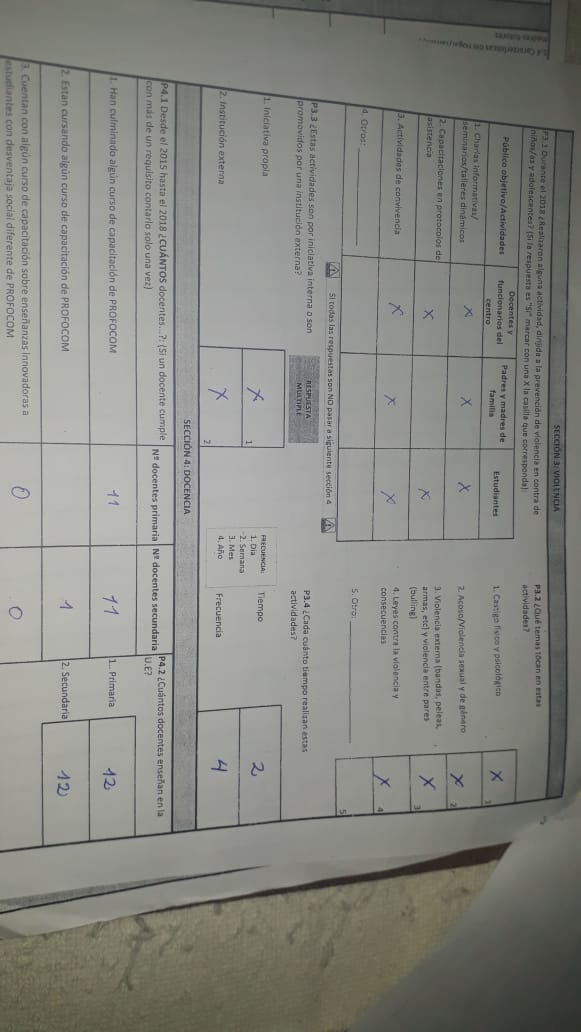 SECCIÓN 3: VIOLENCIA
P3.1 Durante el 2018 ¿Realizaron alguna actividad, dirigida a la prevención de violencia en contra de
niños/as y adolescentes? (Si la respuesta es "SI" marcar con una X la casilla que corresponda):
Público objetivo/Actividades
Docentes y
funcionarios del
centro
Padres y madres de
familia
Estudiantes
1. Charlas informativas/
seminarios/talleres dinámicos
X X X
2. Capacitaciones en protocolos de
asistencia
X X X
3. Actividades de convivencia
X X X
4. Otros:
Si todas las respuestas son NO pasar a siguiente sección 4
P3.2 ¿Qué temas tocan en estas
actividades?
1. Castigo físico y psicológico
X 1
2. Acoso/Violencia sexual y de género
X 2
3. Violencia externa (bandas, peleas,
armas, etc) y violencia entre pares
(bulling)
X 3
4. Leyes contra la violencia y
consecuencias
X 4
5. Otro:
5
P3.3 ¿Estas actividades son por iniciativa interna o son
promovidos por una institución externa?
RESPUESTA
MULTIPLE
1. Iniciativa propia
X 1
2. Institución externa
X 2
P3.4 ¿Cada cuánto tiempo realizan estas
actividades?
FRECUENCIA:
1. Dia
2. Semana
3. Mes
4. Año
Tiempo
2
Frecuencia
4
SECCIÓN 4: DOCENCIA
P4.1 Desde el 2015 hasta el 2018 ¿CUÁNTOS docentes...?: (Si un docente cumple
con más de un requisito contarlo solo una vez)
Nº docentes primaria
Nº docentes secundaria
1. Han culminado algún curso de capacitación de PROFOCOM
11 11
2. Estan cursando algún curso de capacitación de PROFOCOM
1
3. Cuentan con algún curso de capacitación sobre enseñanzas innovadoras a
estudiantes con desventaja social diferente de PROFOCOM
0 0
P4.2 ¿Cuántos docentes enseñan en la
U.E?
1. Primaria
12
2. Secundaria
12